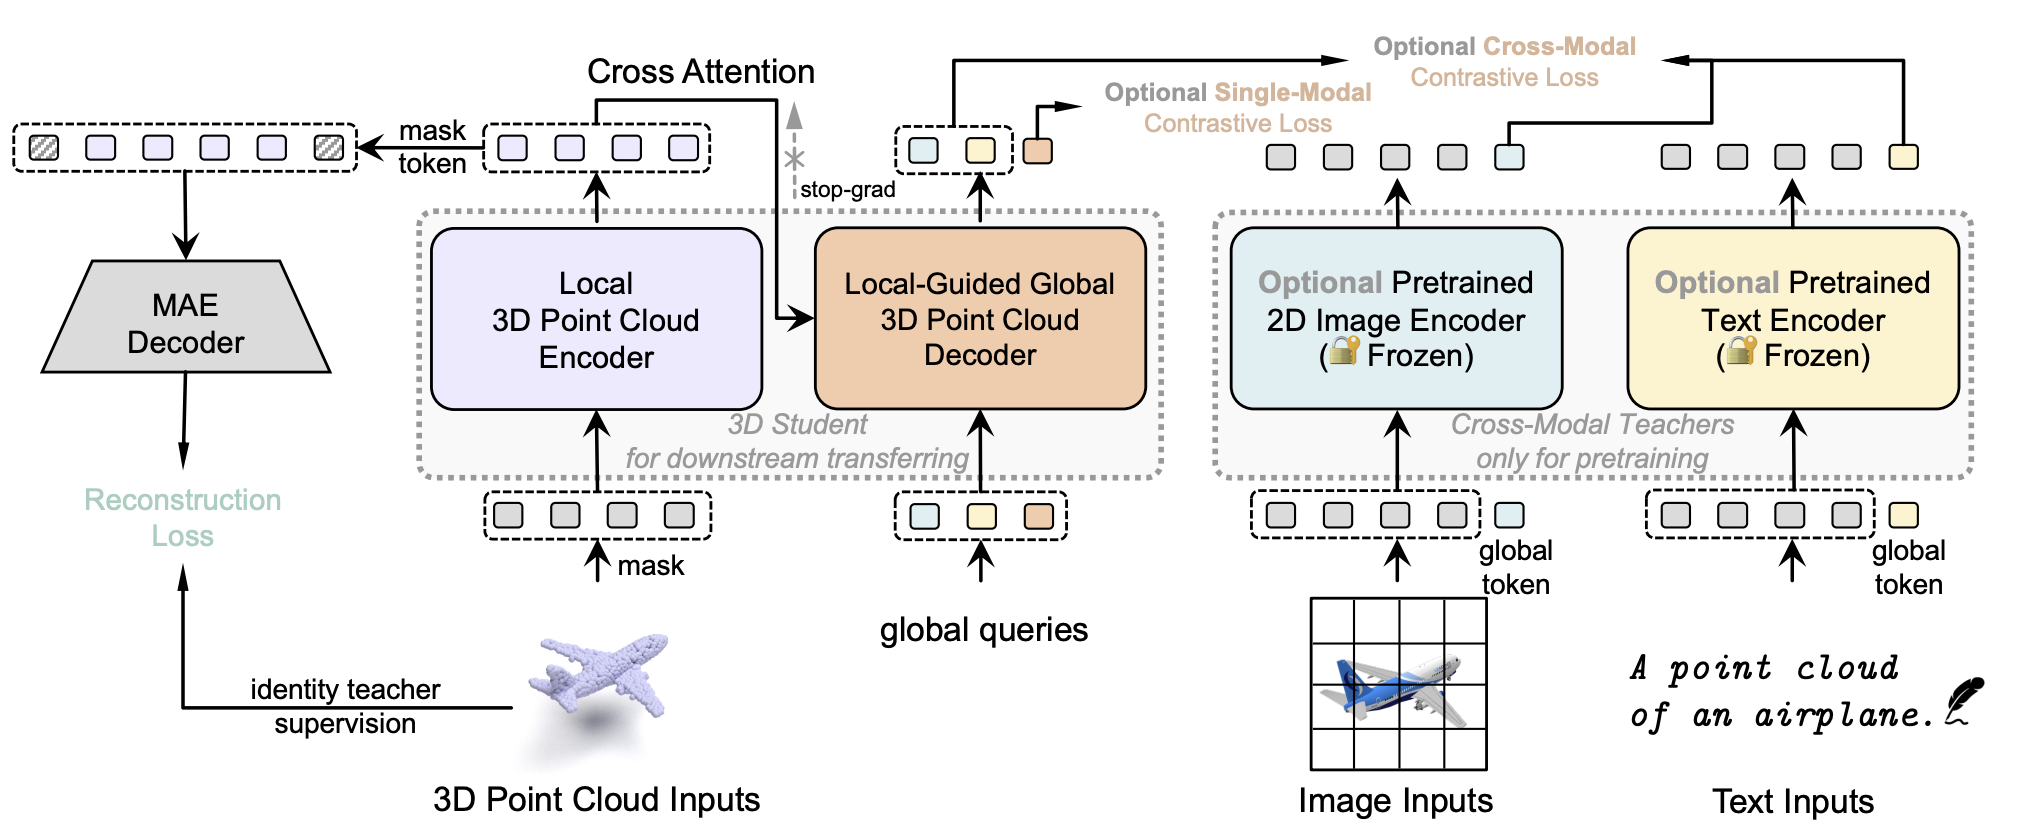 Optional Cross-Modal
Contrastive Loss
Cross Attention
Optional Single-Modal
Contrastive Loss
mask
token
stop-grad
MAE
Decoder
Local
3D Point Cloud
Encoder
Local-Guided Global
3D Point Cloud
Decoder
Optional Pretrained
2D Image Encoder
(Frozen)
Optional Pretrained
Text Encoder
(Frozen)
3D Student
for downstream transferring
Cross-Modal Teachers
only for pretraining
Reconstruction
Loss
mask
global queries
global
token
global
token
identity teacher
supervision
A point cloud
of an airplane.
3D Point Cloud Inputs
Image Inputs
Text Inputs